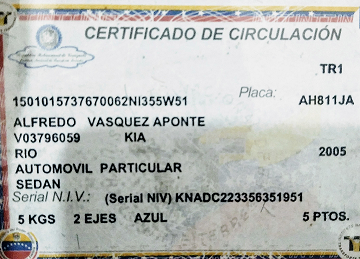 CERTIFICADO DE CIRCULACIÓN
TR1
1501015737670062NI355W51 Placa: AH811JA
ALFREDO VASQUEZ APONTE
V03796059 KIA
RIO 2005
AUTOMOVIL PARTICULAR
SEDAN
Serial N.I.V.: (Serial NIV) KNADC223356351951
5 KGS 2 EJES AZUL 5 PTOS.